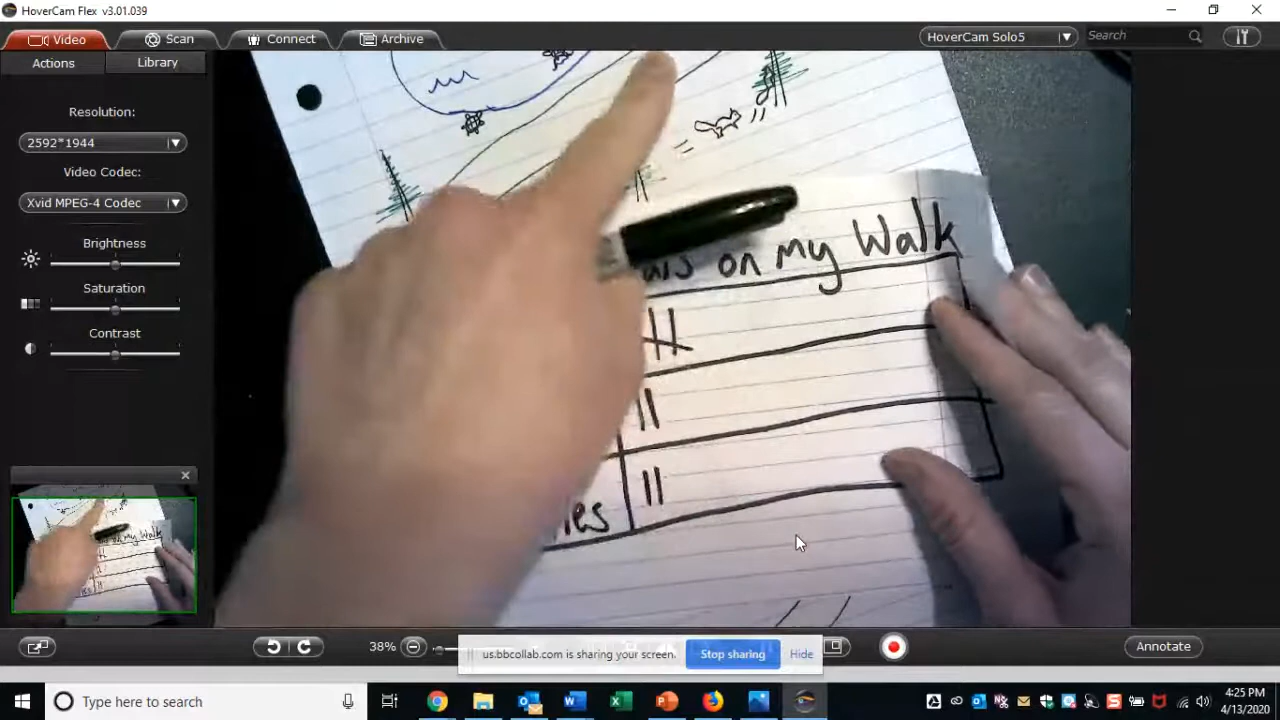 HoverCam Flex v3.01.039
Video
Scan
Connect
Archive
HoverCam Solo5
Search
Actions
Library
Resolution:
2592*1944
Video Codec:
Xvid MPEG-4 Codec
Brightness
Saturation
Contrast
on my Walk
38%
us.bbcollab.com is sharing your screen.
Stop sharing
Hide
Annotate
Type here to search
4:25 PM
4/13/2020